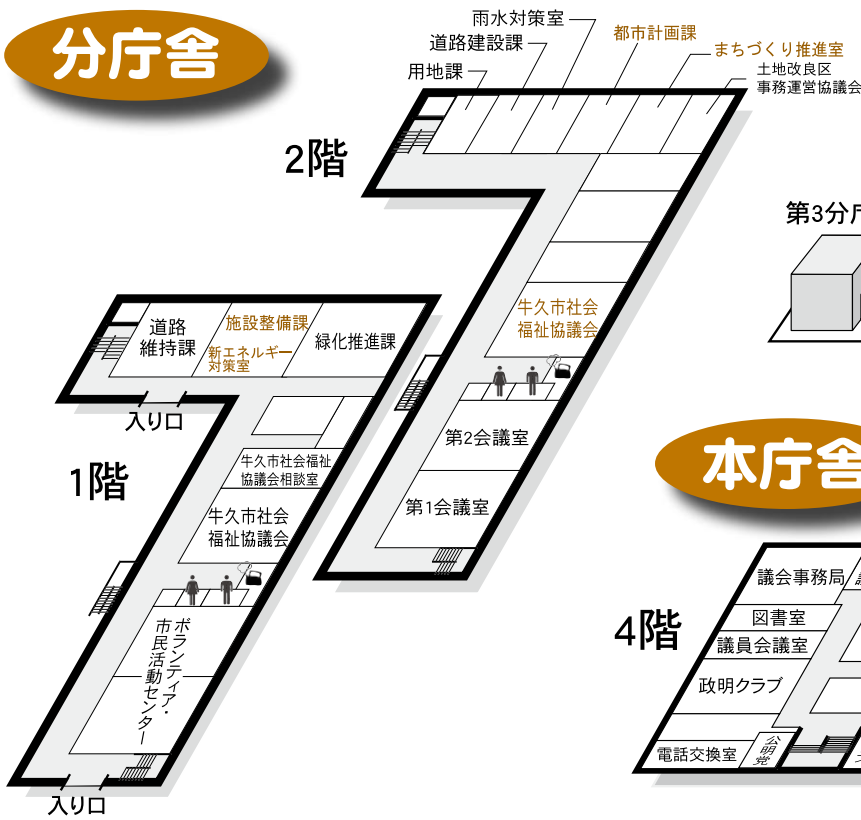 分庁舎
雨水対策室
道路建設課
都市計画課
まちづくり推進室
用地課
土地改良区
事務運営協議会
2階
第3分庁
牛久市社会
福祉協議会
第2会議室
第1会議室
道路
維持課
施設整備課
新エネルギー
対策室
緑化推進課
入り口
1階
牛久市社会福祉
協議会相談室
牛久市社会
福祉協議会
ボランティア・
市民活動センター
入り口
本庁舎
4階
議会事務局
図書室
議員会議室
政明クラブ
電話交換室
公明党